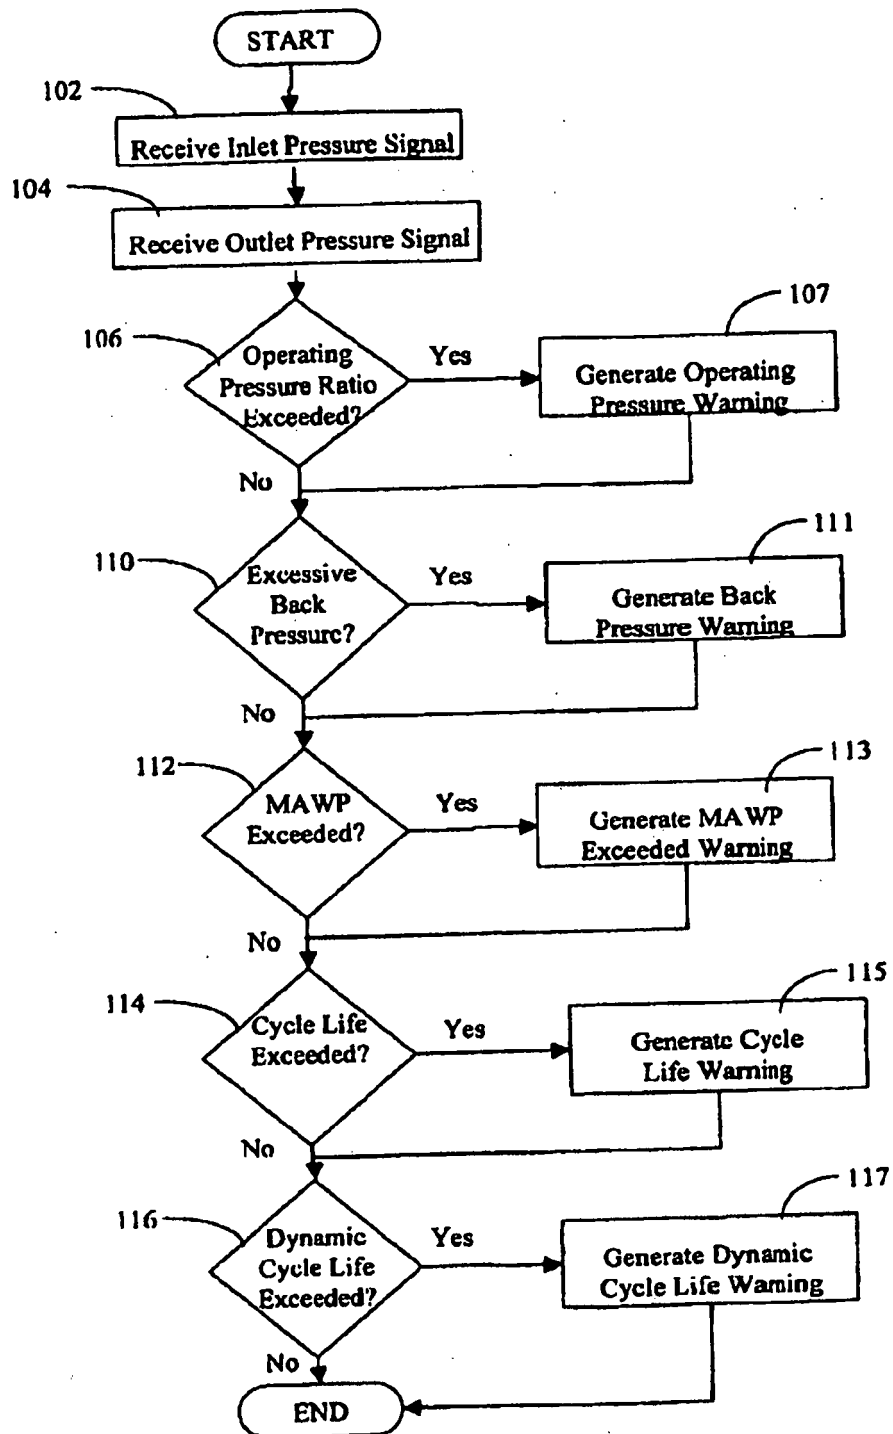 START
102
Receive Inlet Pressure Signal
104
Receive Outlet Pressure Signal
106
Operating
Pressure Ratio
Exceeded?
Yes
107
Generate Operating
Pressure Warning
No
110
Excessive
Back
Pressure?
Yes
111
Generate Back
Pressure Warning
No
112
MAWP
Exceeded?
Yes
113
Generate MAWP
Exceeded Warning
No
114
Cycle Life
Exceeded?
Yes
115
Generate Cycle
Life Warning
No
116
Dynamic
Cycle Life
Exceeded?
Yes
117
Generate Dynamic
Cycle Life Warning
No
END